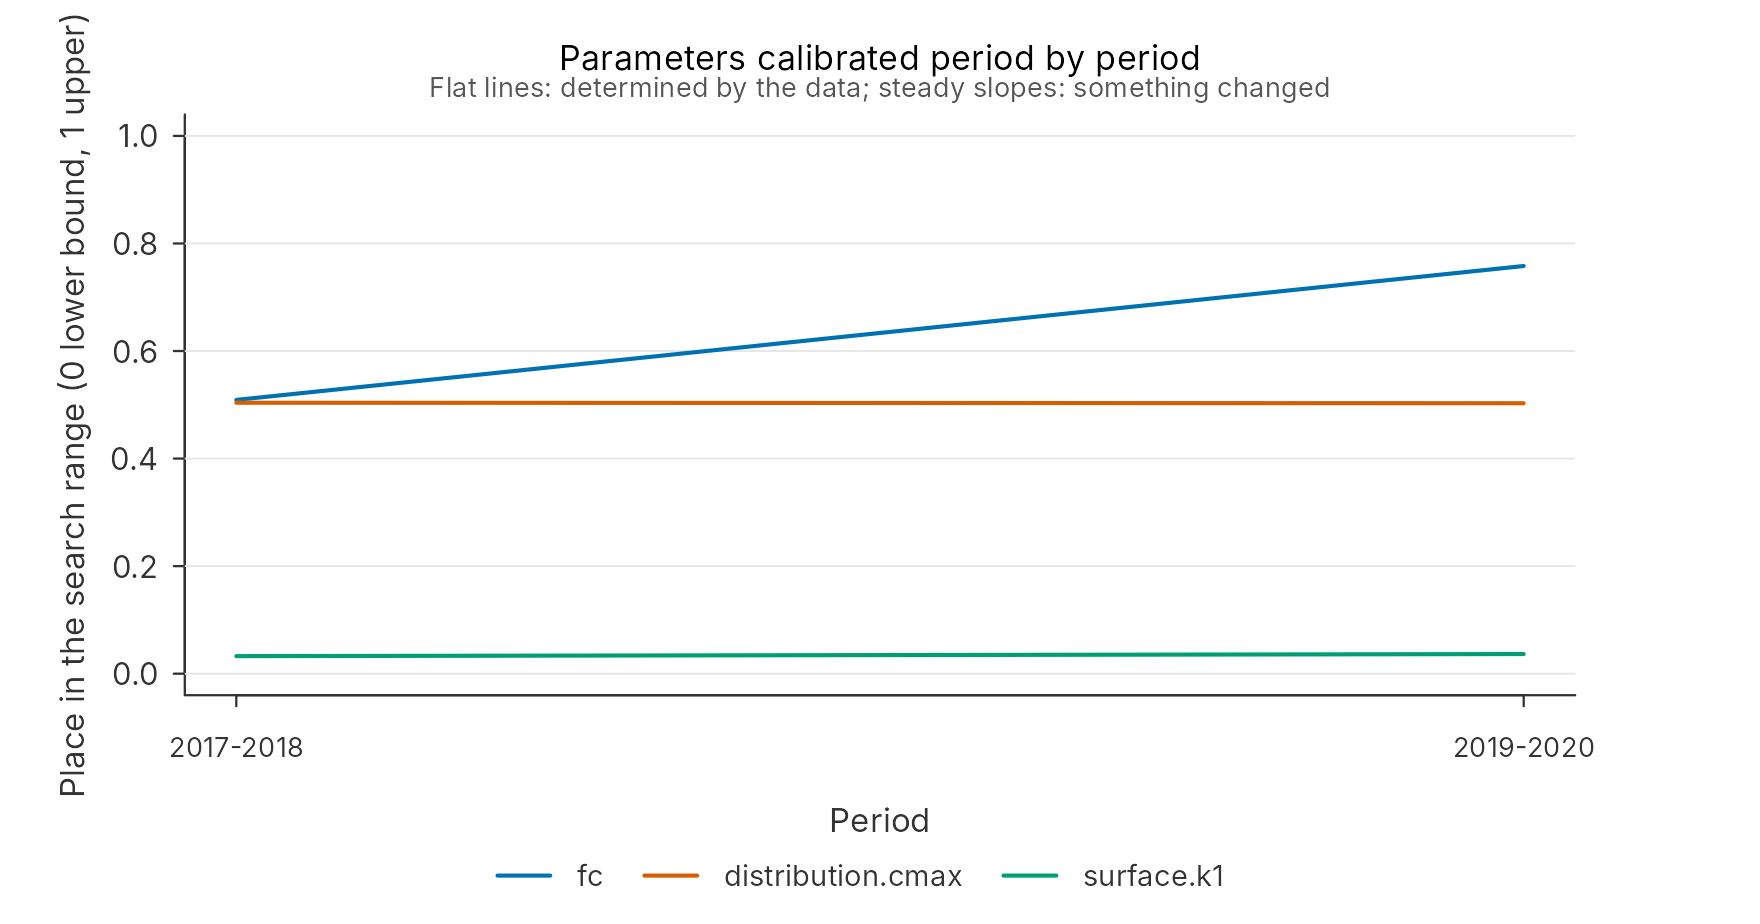 Parameters calibrated period by period
Flat lines: determined by the data; steady slopes: something changed
Place in the search range (0 lower bound, 1 upper)
1.0
0.8
0.6
0.4
0.2
0.0
2017-2018
2019-2020
Period
fc
distribution.cmax
surface.k1